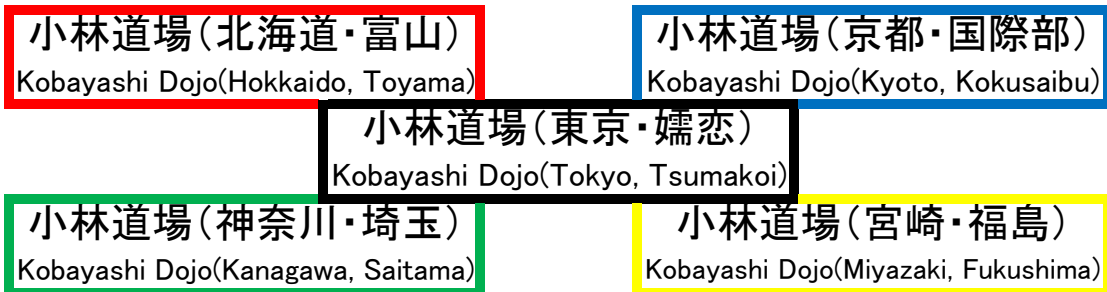 小林道場(北海道・富山)
Kobayashi Dojo(Hokkaido, Toyama)
小林道場(京都・国際部)
Kobayashi Dojo(Kyoto, Kokusaibu)
小林道場(東京・嬬恋)
Kobayashi Dojo(Tokyo, Tsumakoi)
小林道場(神奈川・埼玉)
Kobayashi Dojo(Kanagawa, Saitama)
小林道場(宮崎・福島)
Kobayashi Dojo(Miyazaki, Fukushima)